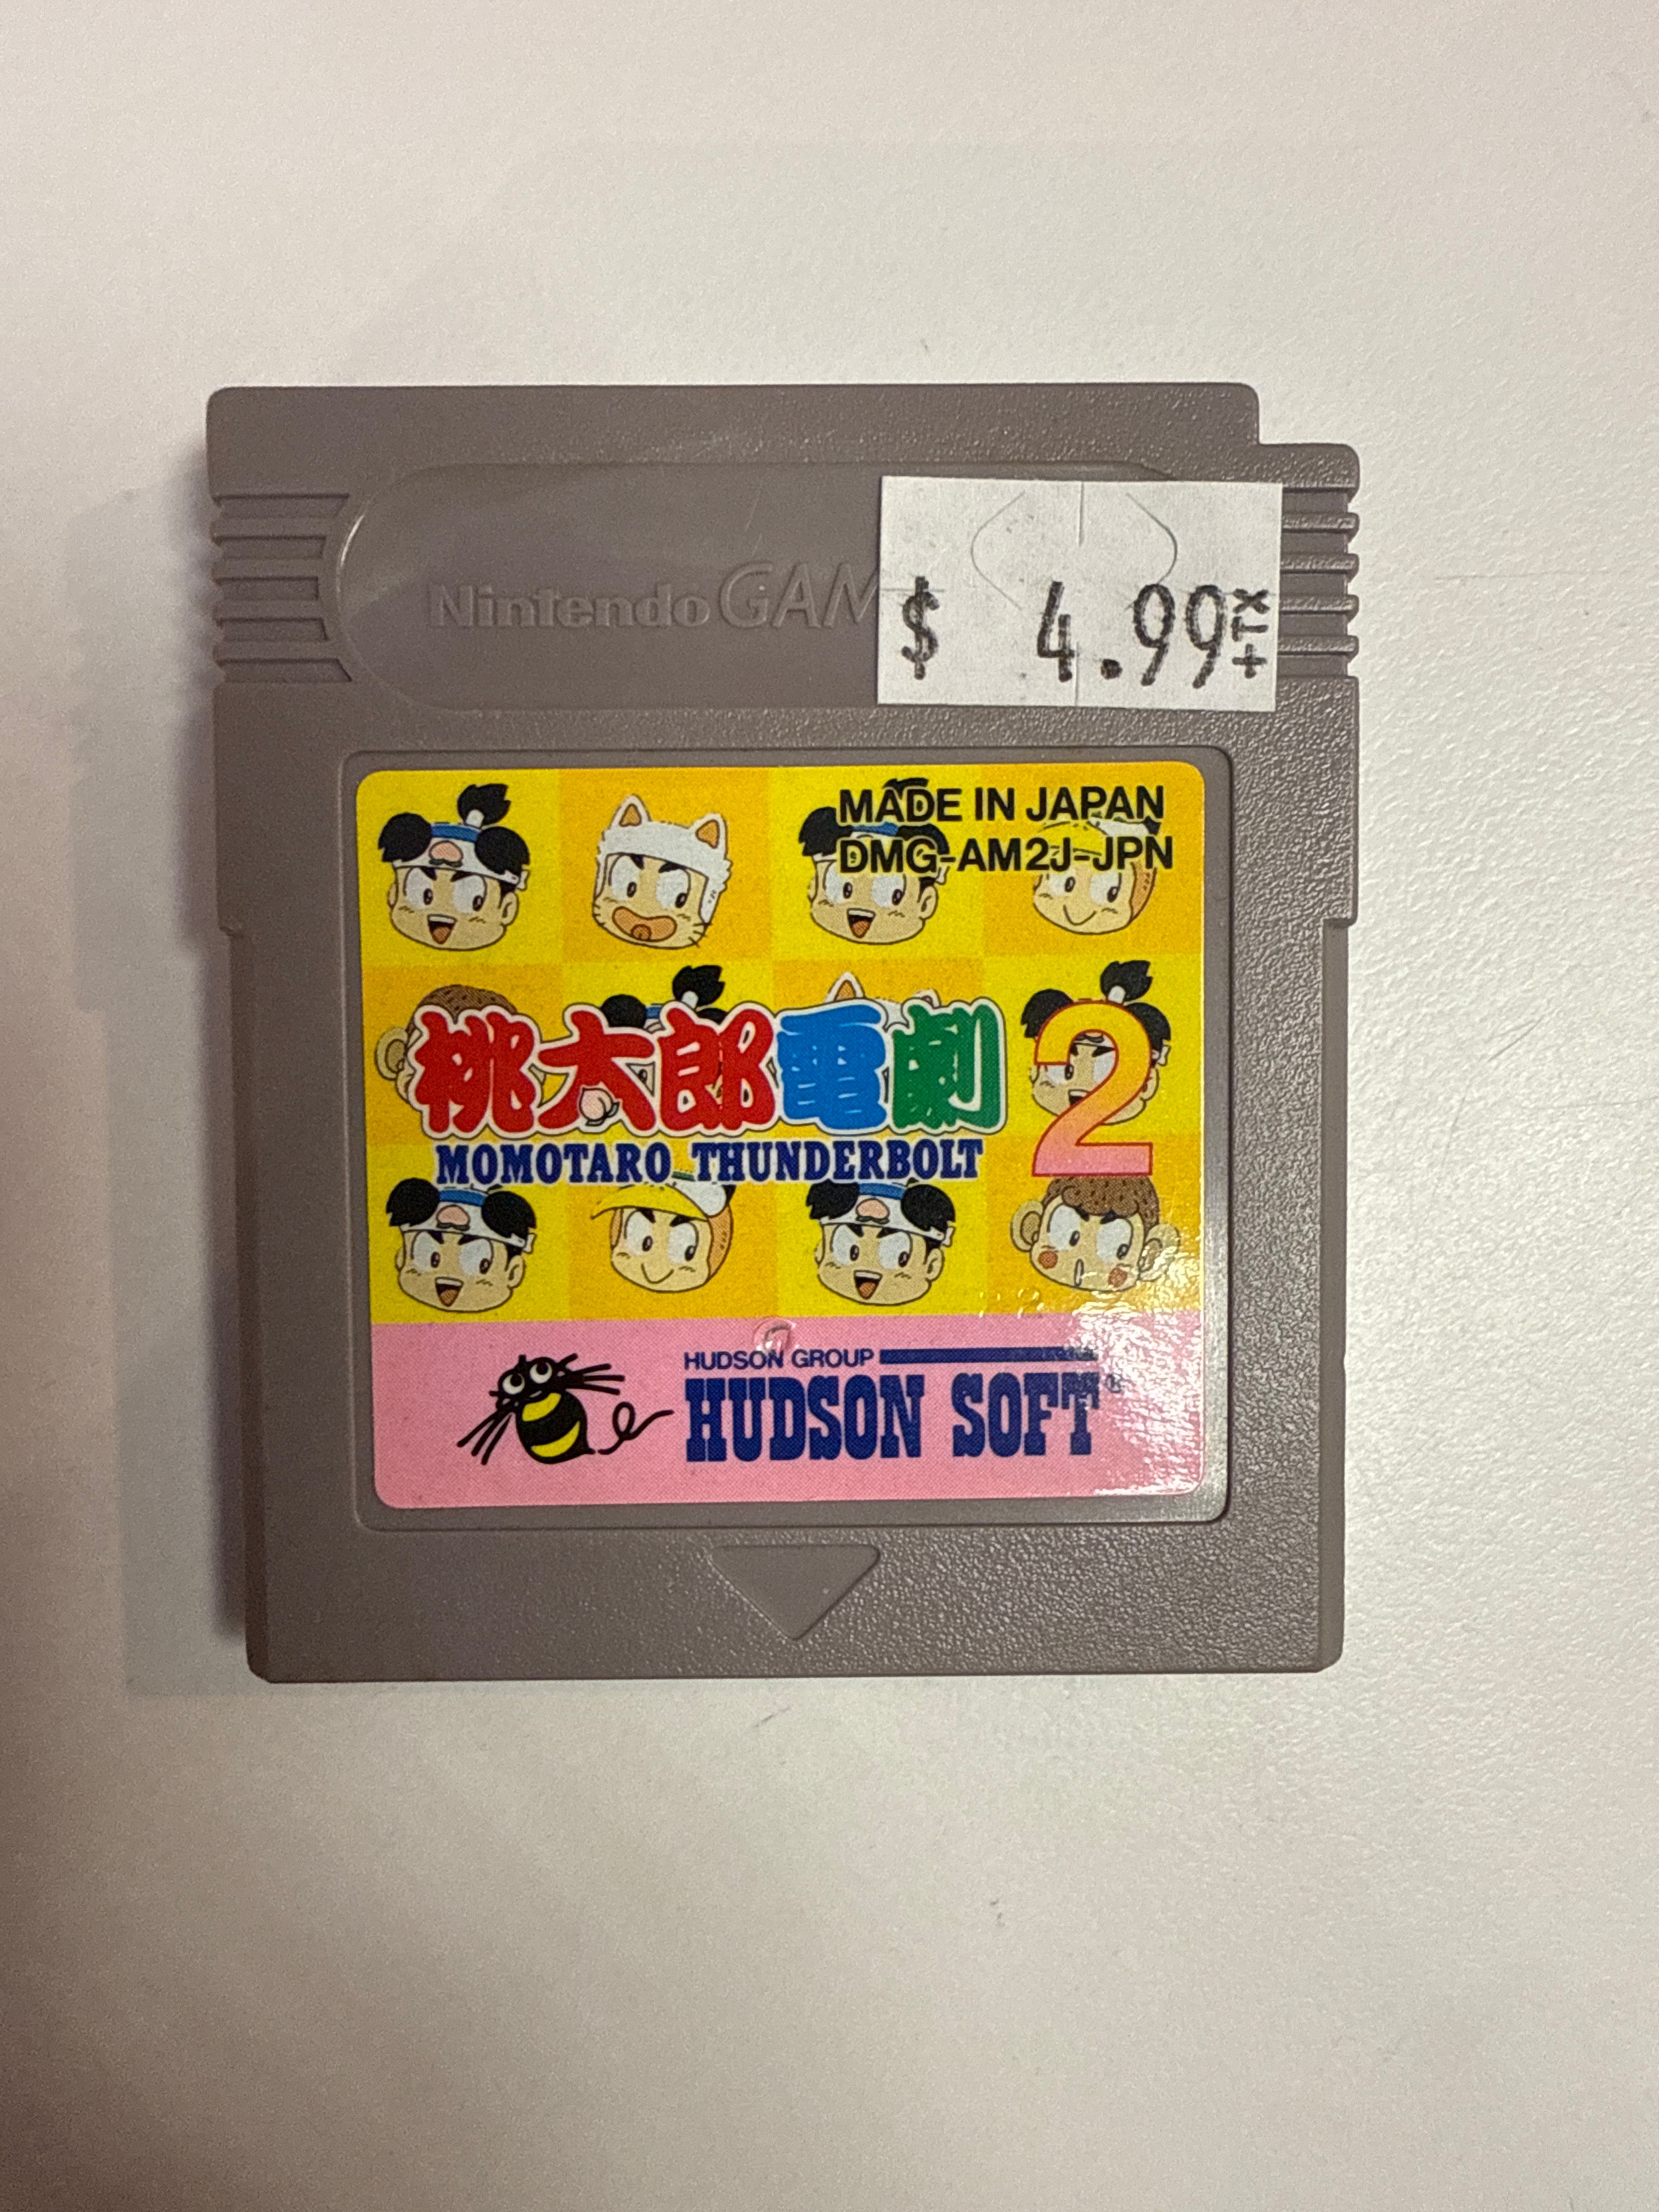 Nintendo GAM
$ 4.99 +TX
MADE IN JAPAN
DMG-AM2J-JPN
桃太郎電劇2
MOMOTARO THUNDERBOLT
HUDSON GROUP
HUDSON SOFT®